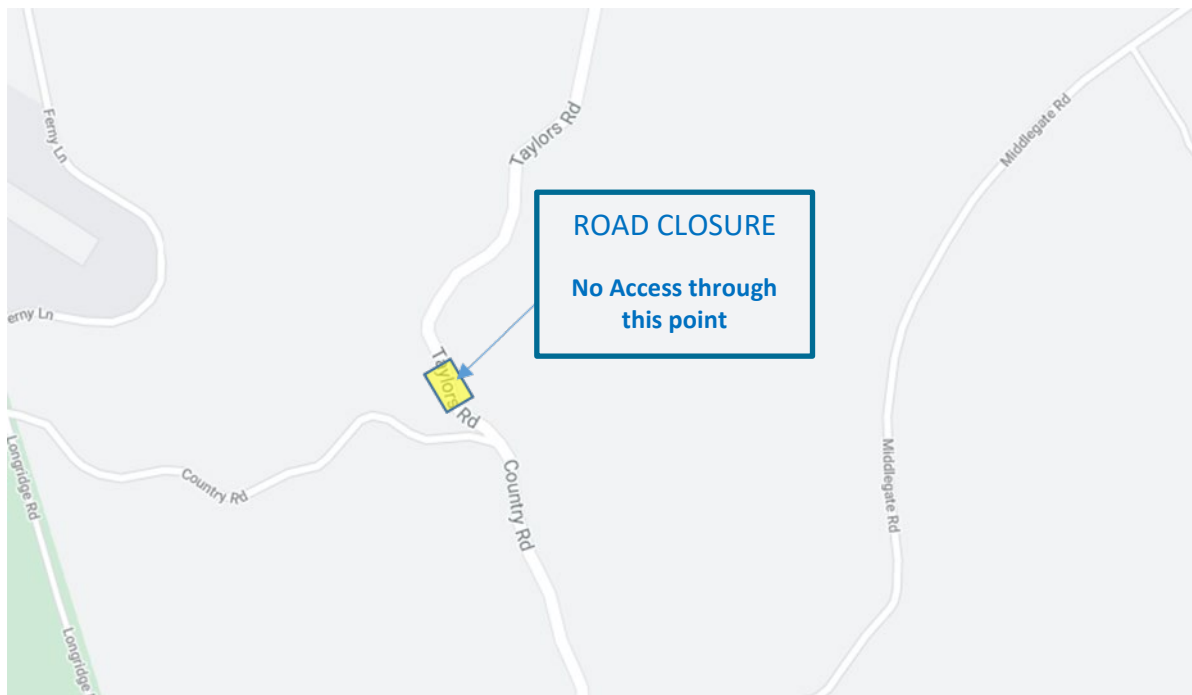 Ferny Ln
Taylors Rd
Middlegate Rd
ROAD CLOSURE
No Access through
this point
erny Ln
Taylors Rd
Longridge Rd
Country Rd
Country Rd
Middlegate Rd
Longridge R